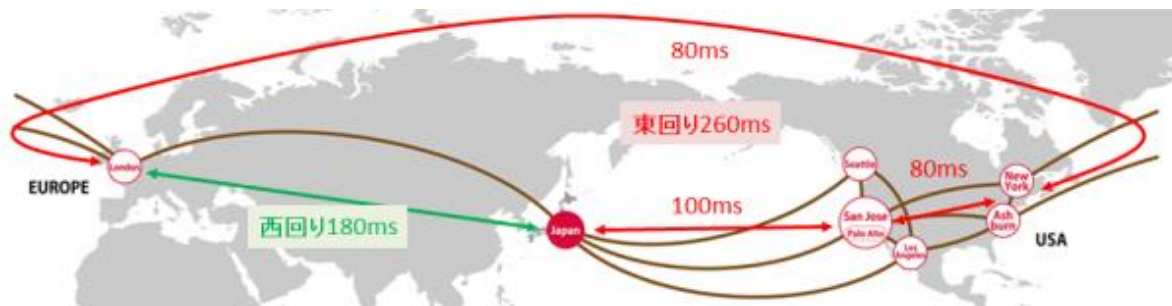 80ms
東回り260ms
London
EUROPE
西回り180ms
Japan
100ms
Seattle
San Jose
Palo Alto
Los
Angeles
80ms
New
York
Ash
burn
USA